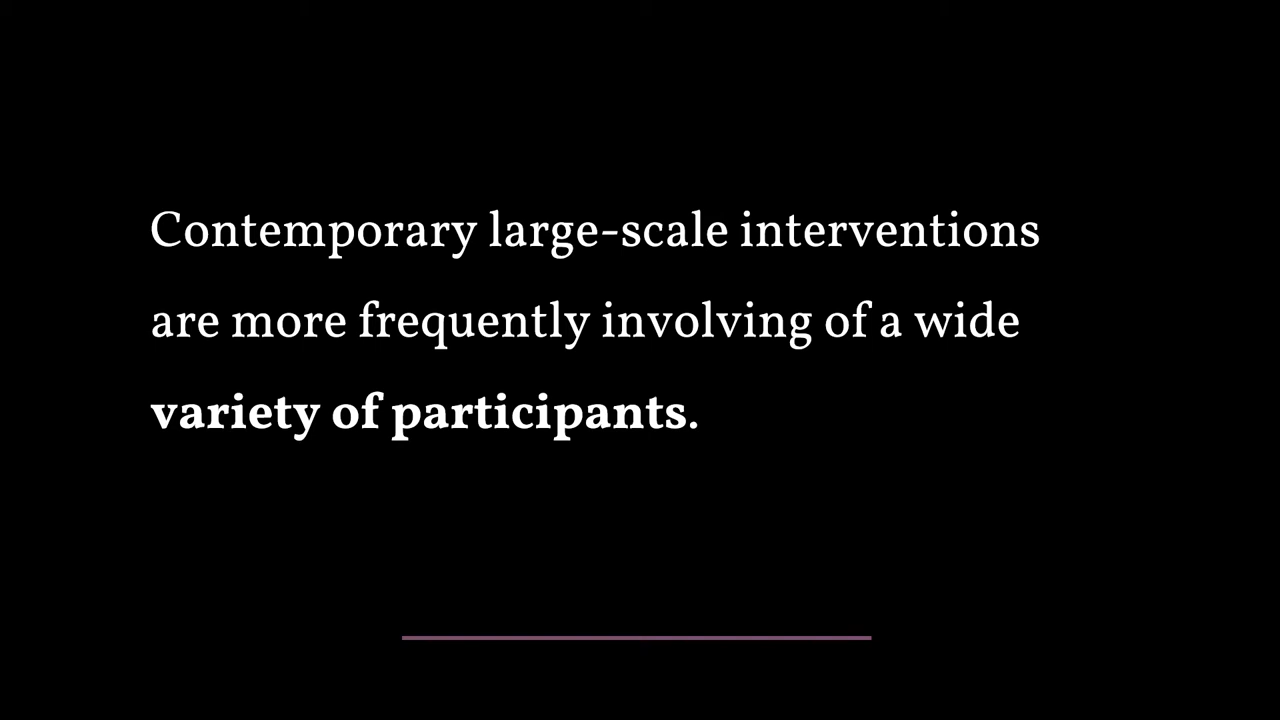 Contemporary large-scale interventions
are more frequently involving of a wide
variety of participants.